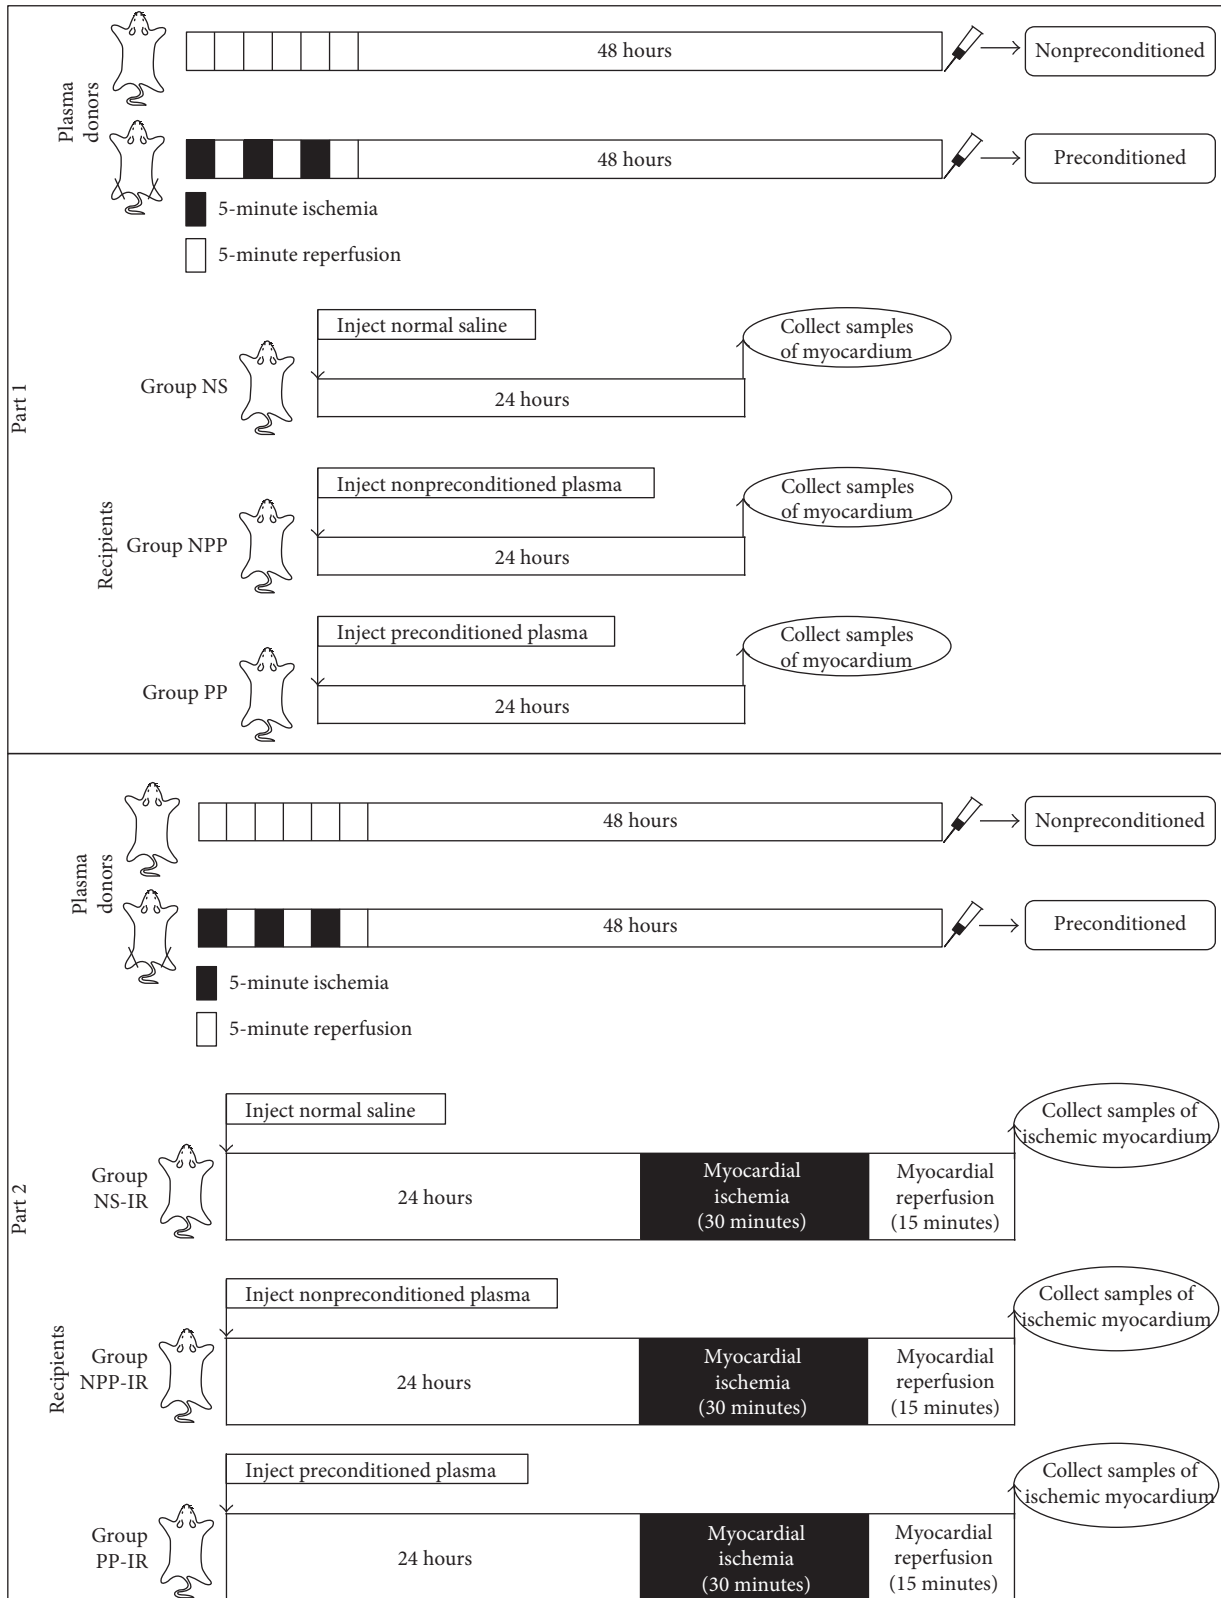 Part 1
Plasma
donors
48 hours
Nonpreconditioned
48 hours
Preconditioned
5-minute ischemia
5-minute reperfusion
Recipients
Inject normal saline
Group NS
24 hours
Collect samples
of myocardium
Inject nonpreconditioned plasma
Group NPP
24 hours
Collect samples
of myocardium
Inject preconditioned plasma
Group PP
24 hours
Collect samples
of myocardium
Part 2
Plasma
donors
48 hours
Nonpreconditioned
48 hours
Preconditioned
5-minute ischemia
5-minute reperfusion
Recipients
Inject normal saline
Group
NS-IR
24 hours
Myocardial
ischemia
(30 minutes)
Myocardial
reperfusion
(15 minutes)
Collect samples of
ischemic myocardium
Inject nonpreconditioned plasma
Group
NPP-IR
24 hours
Myocardial
ischemia
(30 minutes)
Myocardial
reperfusion
(15 minutes)
Collect samples of
ischemic myocardium
Inject preconditioned plasma
Group
PP-IR
24 hours
Myocardial
ischemia
(30 minutes)
Myocardial
reperfusion
(15 minutes)
Collect samples of
ischemic myocardium